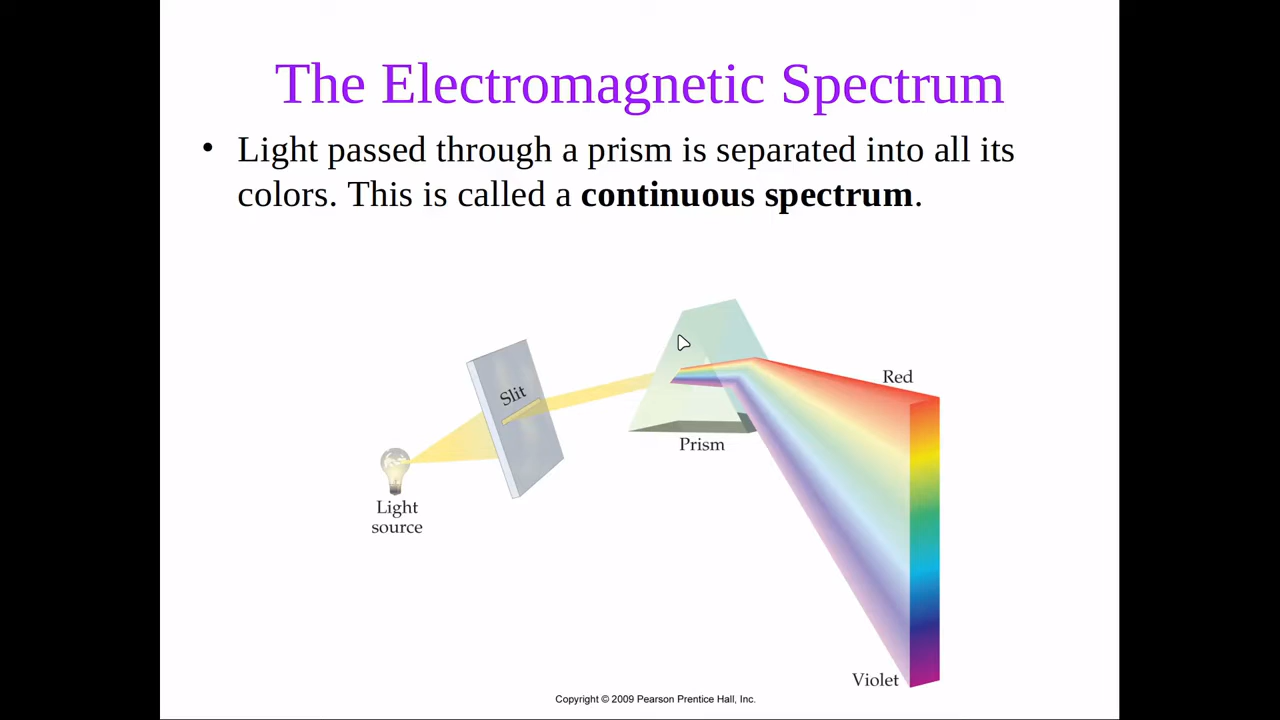 The Electromagnetic Spectrum
• Light passed through a prism is separated into all its
colors. This is called a continuous spectrum.
Red
Slit
Prism
Light
source
Violet
Copyright © 2009 Pearson Prentice Hall, Inc.